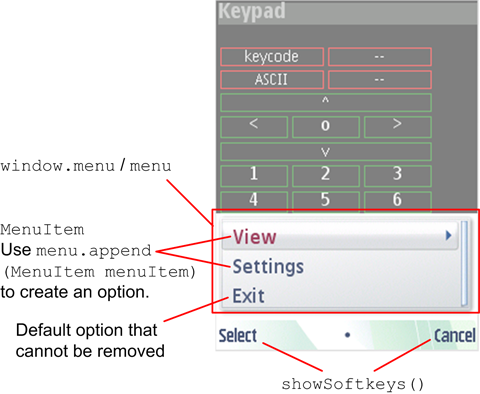 Keypad
keycode --
ASCII --
^
< o >
v
1 2 3
4 5 6
window.menu / menu
MenuItem
Use menu.append
(MenuItem menuItem)
to create an option.
View
Settings
Exit
Default option that
cannot be removed
Select Cancel
showSoftkeys()